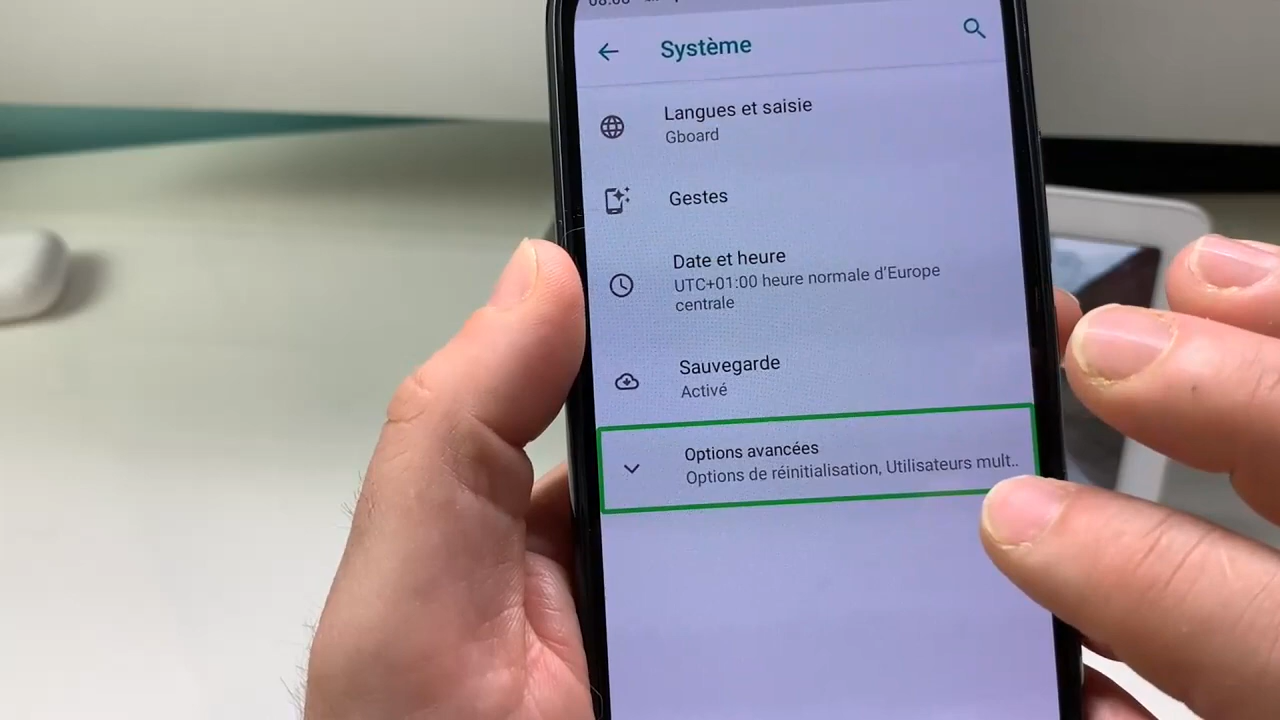 Système
Langues et saisie
Gboard
Gestes
Date et heure
UTC+01:00 heure normale d'Europe
centrale
Sauvegarde
Activé
Options avancées
Options de réinitialisation, Utilisateurs mult..